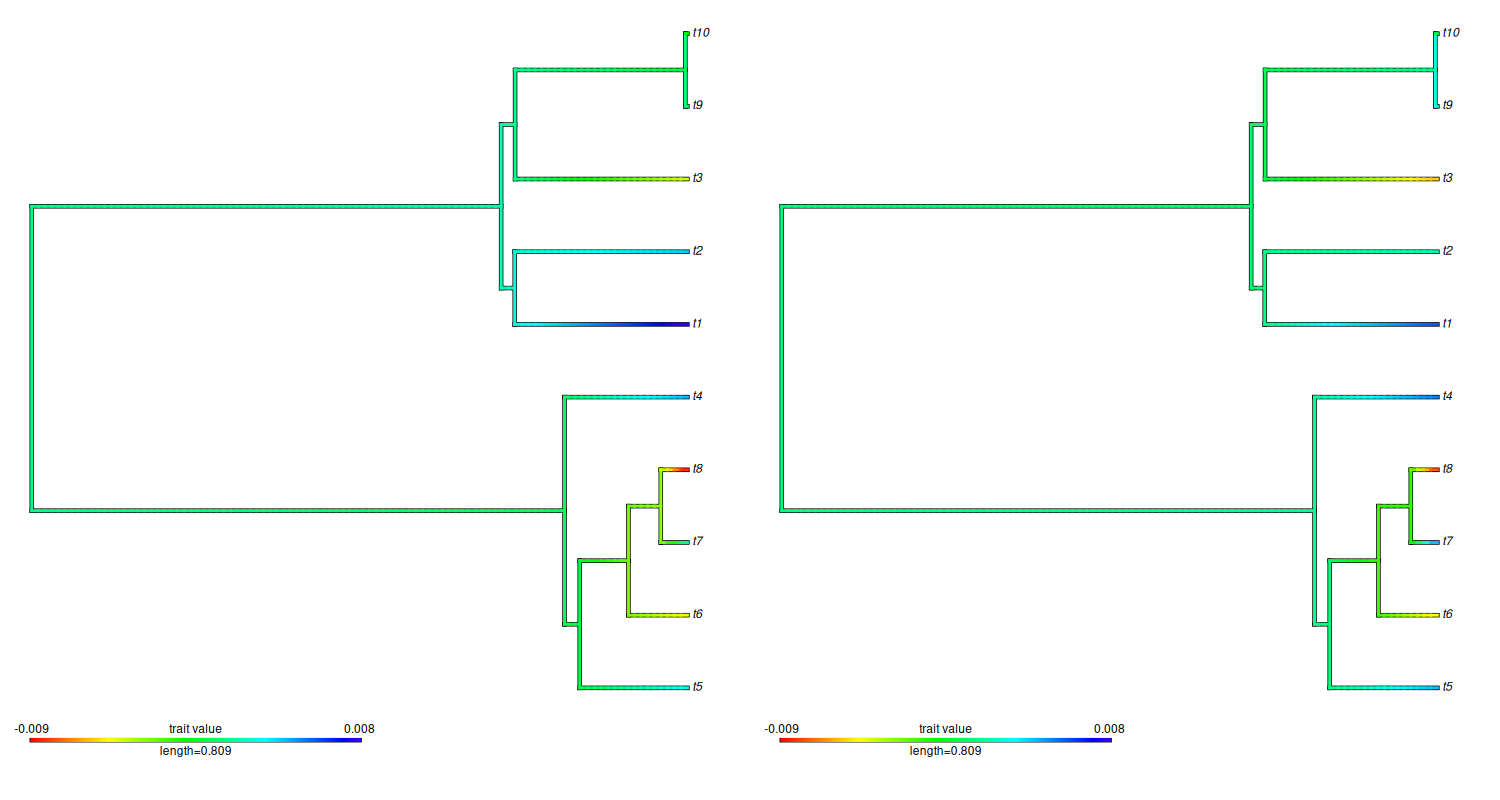 t10
t9
t3
t2
t1
t4
t8
t7
t6
t5
-0.009 trait value 0.008
length=0.809
t10
t9
t3
t2
t1
t4
t8
t7
t6
t5
-0.009 trait value 0.008
length=0.809